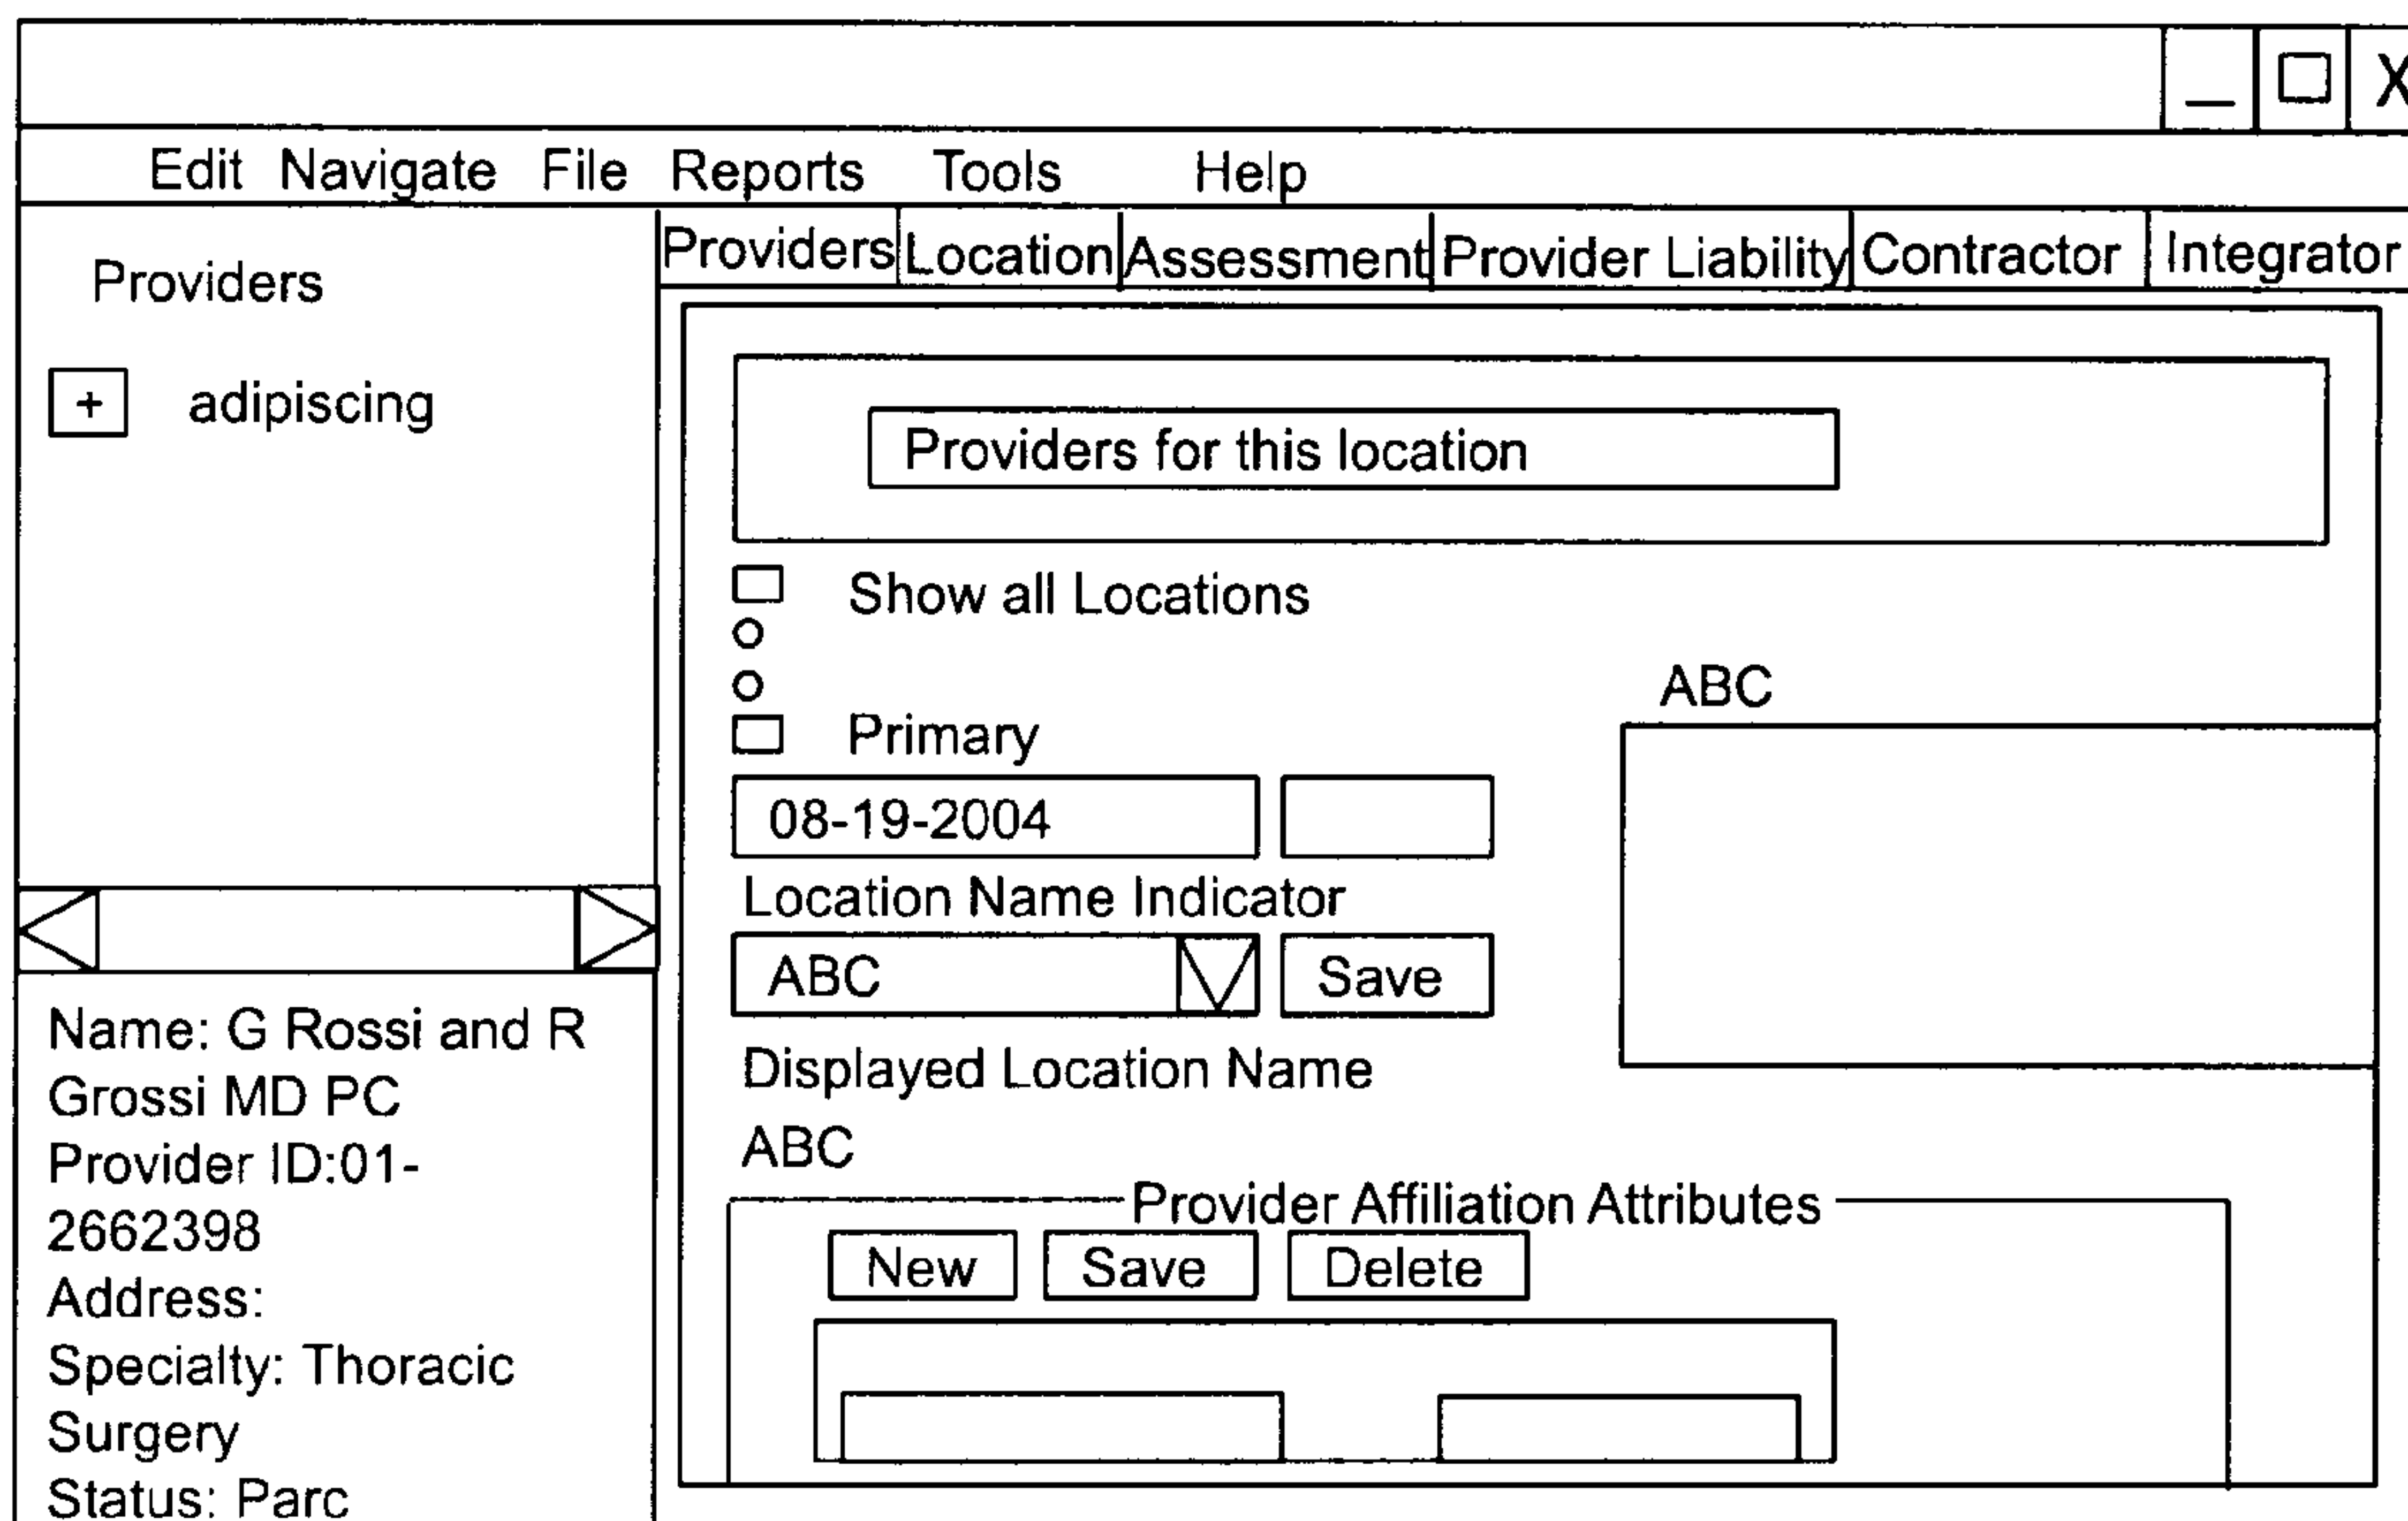 X
Edit Navigate File Reports Tools Help
Providers Location Assessment Provider Liability Contractor Integrator
Providers
+ adipiscing
Name: G Rossi and R
Grossi MD PC
Provider ID:01-
2662398
Address:
Specialty: Thoracic
Surgery
Status: Parc
Providers for this location
Show all Locations
Primary
08-19-2004
Location Name Indicator
ABC
Save
Displayed Location Name
ABC
ABC
Provider Affiliation Attributes
New Save Delete